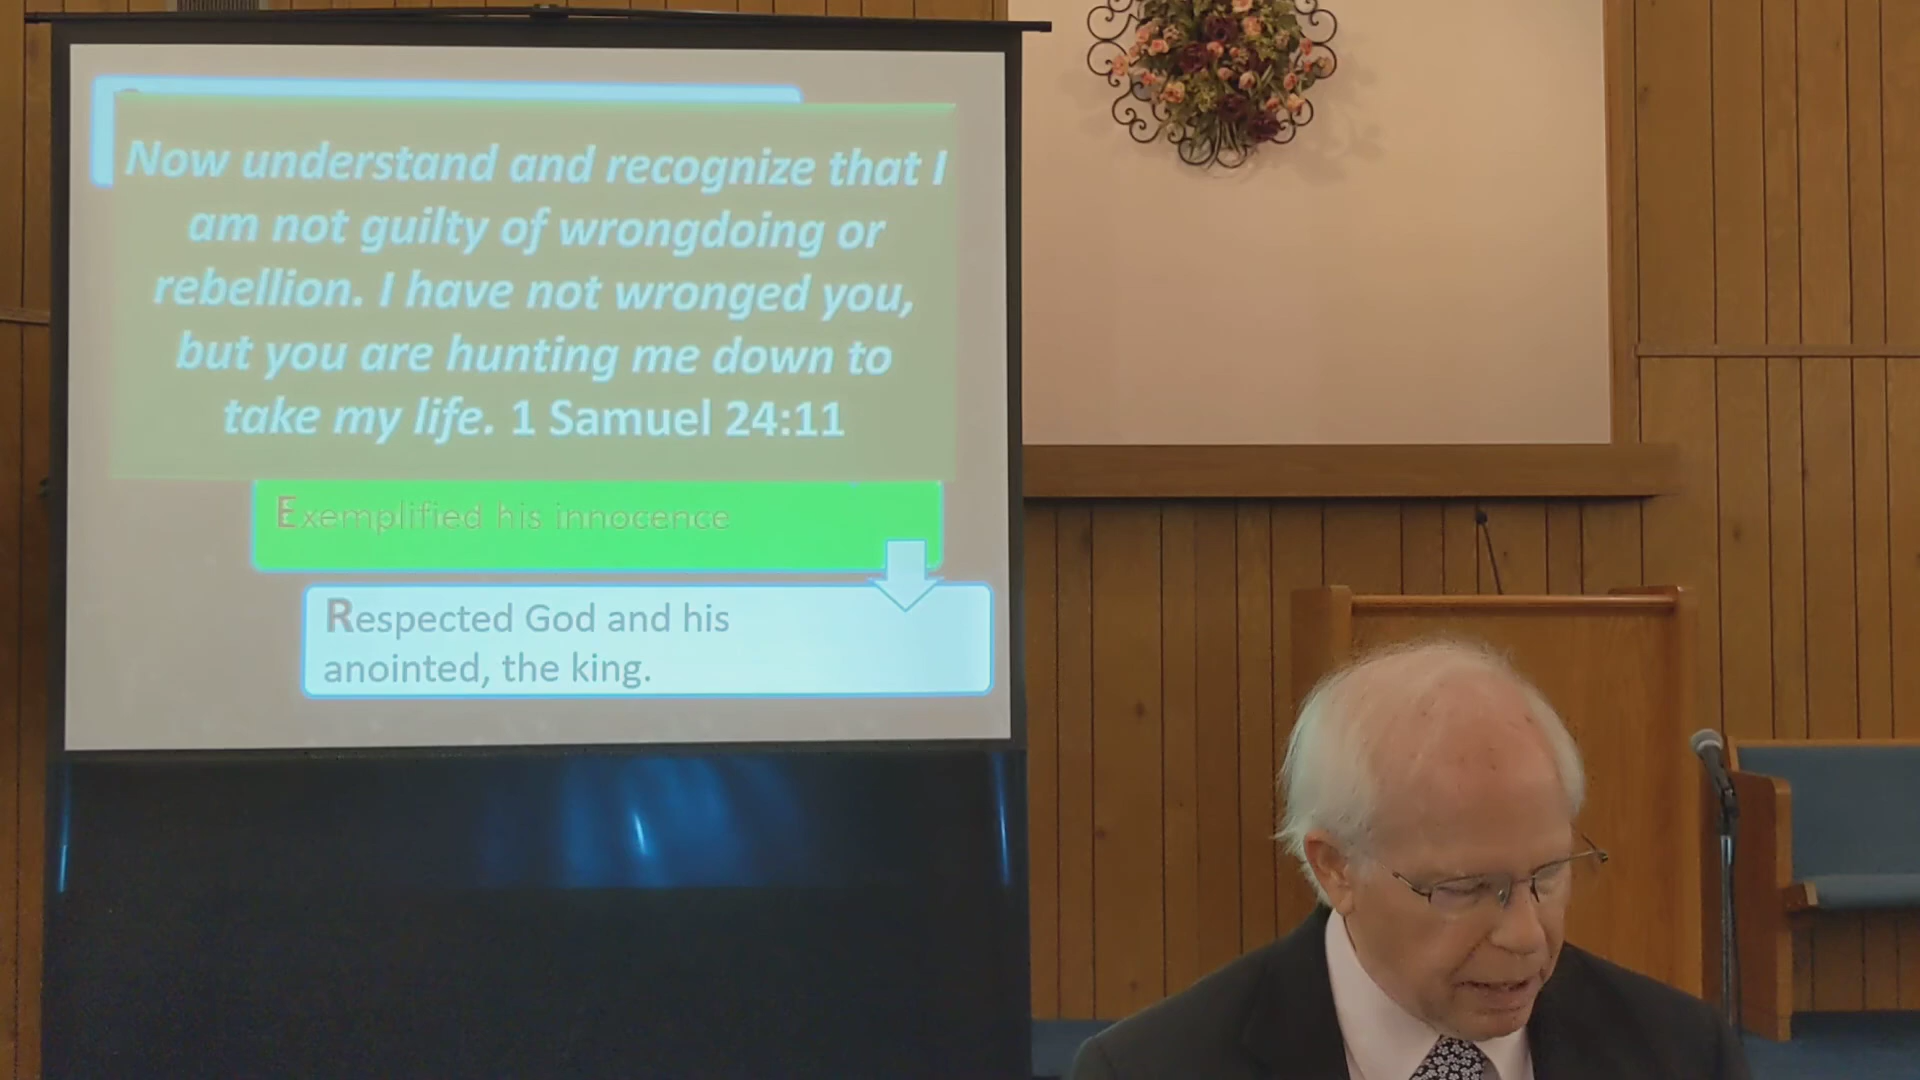 Now understand and recognize that I
am not guilty of wrongdoing or
rebellion. I have not wronged you,
but you are hunting me down to
take my life. 1 Samuel 24:11
Exemplified his innocence
Respected God and his
anointed, the king.